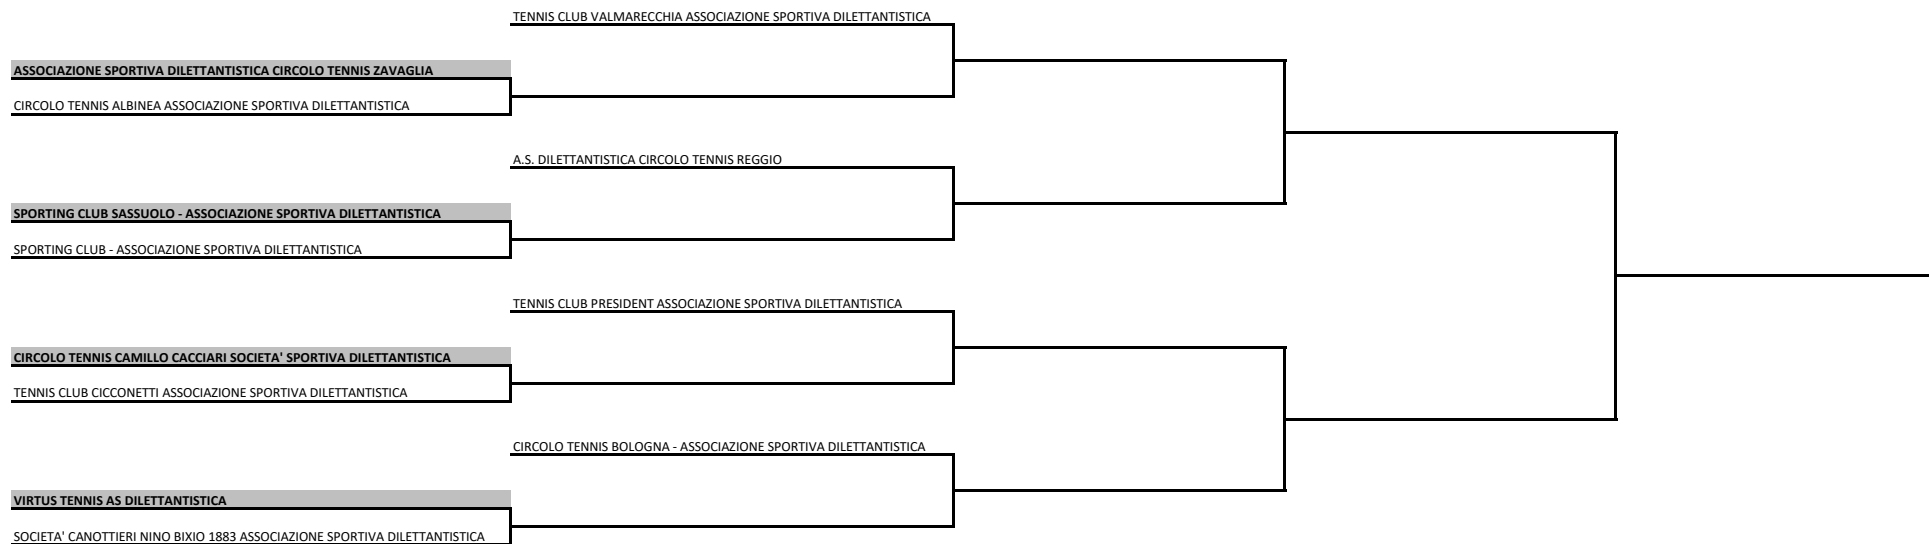 TENNIS CLUB VALMARECCHIA ASSOCIAZIONE SPORTIVA DILETTANTISTICA
ASSOCIAZIONE SPORTIVA DILETTANTISTICA CIRCOLO TENNIS ZAVAGLIA
CIRCOLO TENNIS ALBINEA ASSOCIAZIONE SPORTIVA DILETTANTISTICA
A.S. DILETTANTISTICA CIRCOLO TENNIS REGGIO
SPORTING CLUB SASSUOLO - ASSOCIAZIONE SPORTIVA DILETTANTISTICA
SPORTING CLUB - ASSOCIAZIONE SPORTIVA DILETTANTISTICA
TENNIS CLUB PRESIDENT ASSOCIAZIONE SPORTIVA DILETTANTISTICA
CIRCOLO TENNIS CAMILLO CACCIARI SOCIETA' SPORTIVA DILETTANTISTICA
TENNIS CLUB CICCONETTI ASSOCIAZIONE SPORTIVA DILETTANTISTICA
CIRCOLO TENNIS BOLOGNA - ASSOCIAZIONE SPORTIVA DILETTANTISTICA
VIRTUS TENNIS AS DILETTANTISTICA
SOCIETA' CANOTTIERI NINO BIXIO 1883 ASSOCIAZIONE SPORTIVA DILETTANTISTICA